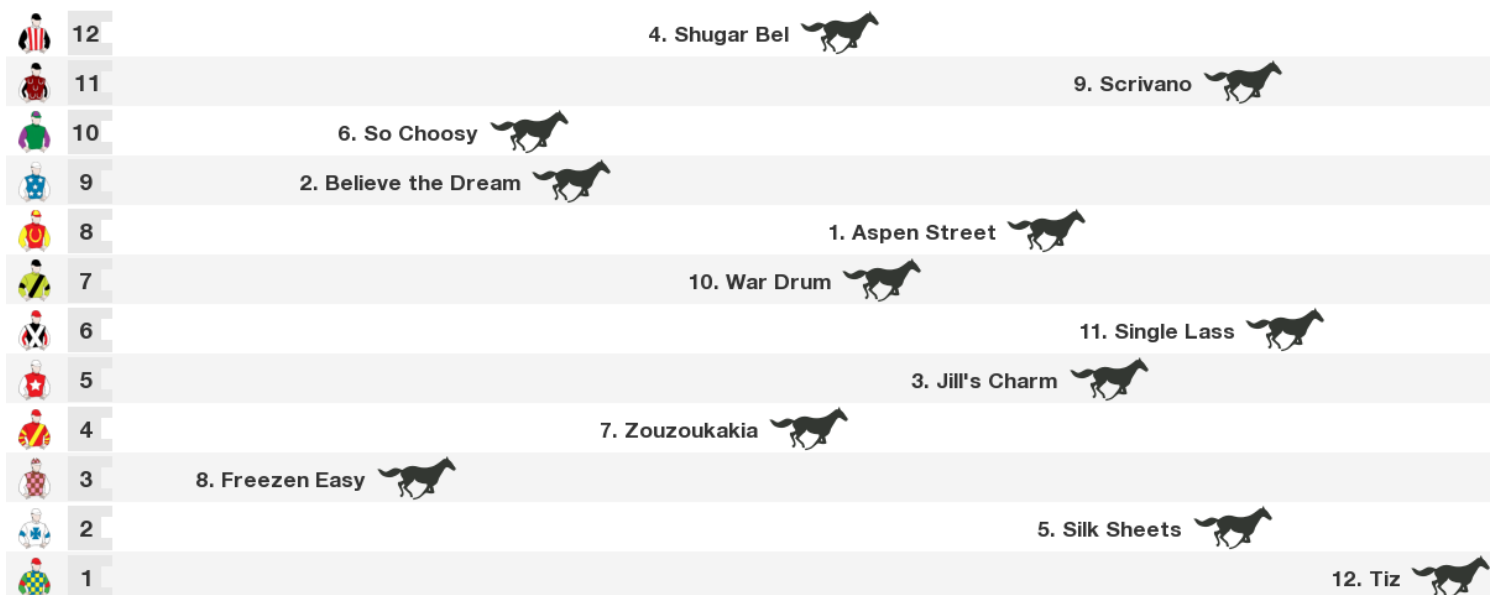 12 4. Shugar Bel
11 9. Scrivano
10 6. So Choosy
9 2. Believe the Dream
8 1. Aspen Street
7 10. War Drum
6 11. Single Lass
5 3. Jill's Charm
4 7. Zouzoukakia
3 8. Freezen Easy
2 5. Silk Sheets
1 12. Tiz